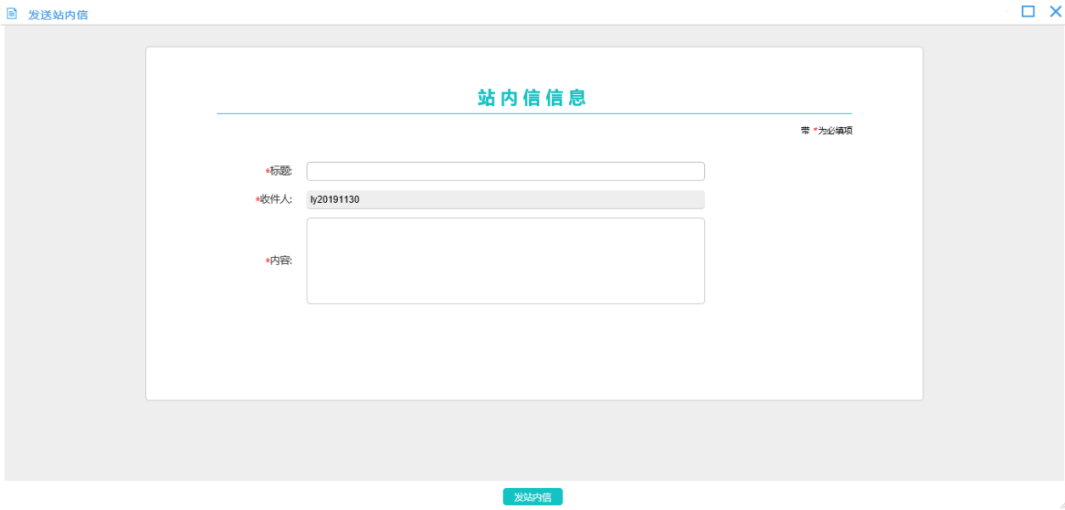 发送站内信
站内信信息
带 *为必填项
*标题:
*收件人: ly20191130
*内容:
发站内信